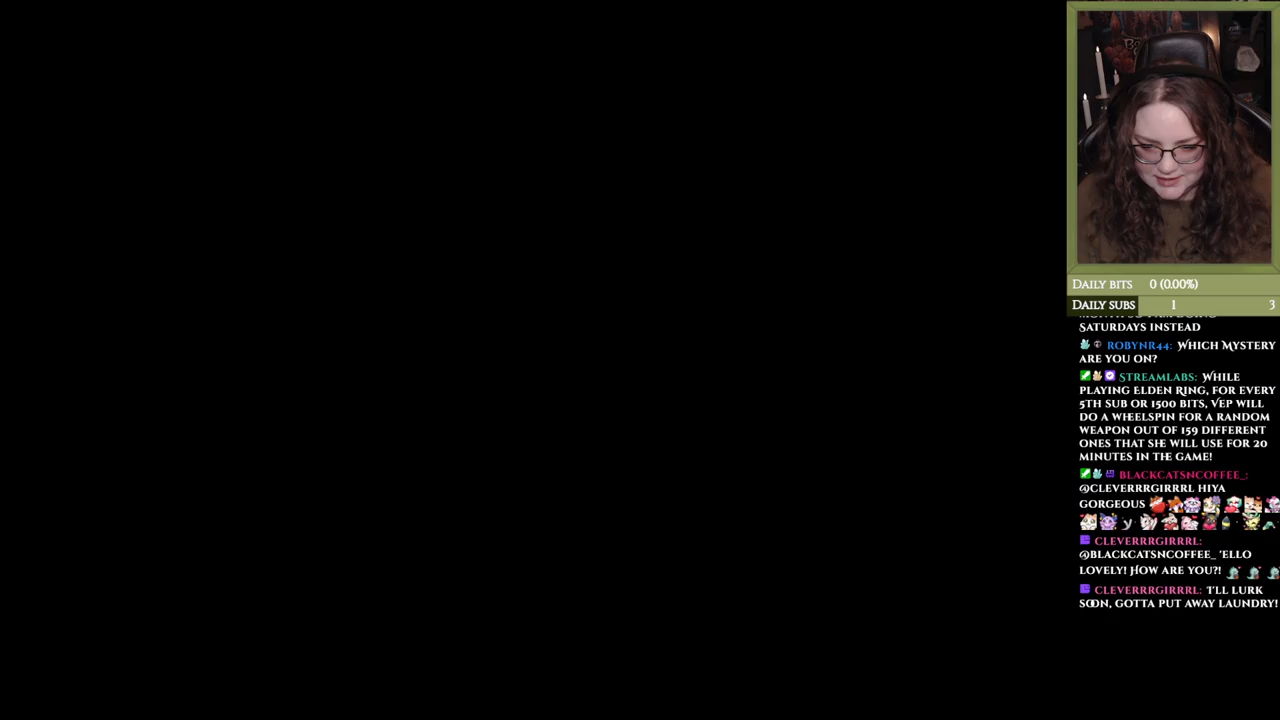 Daily bits 0 (0.00%)
Daily subs 1 3
Saturdays instead
RobynR44: Which Mystery
are you on?
Streamlabs: While
playing Elden Ring, for every
5th sub or 1500 bits, Vep will
do a wheelspin for a random
weapon out of 159 different
ones that she will use for 20
minutes in the game!
blackcatsncoffee_:
@cleverrrgirrrl hiya
gorgeous
cleverrrgirrrl:
@blackcatsncoffee_ 'ello
lovely! How are you?!
cleverrrgirrrl: I'll lurk
soon, gotta put away laundry!